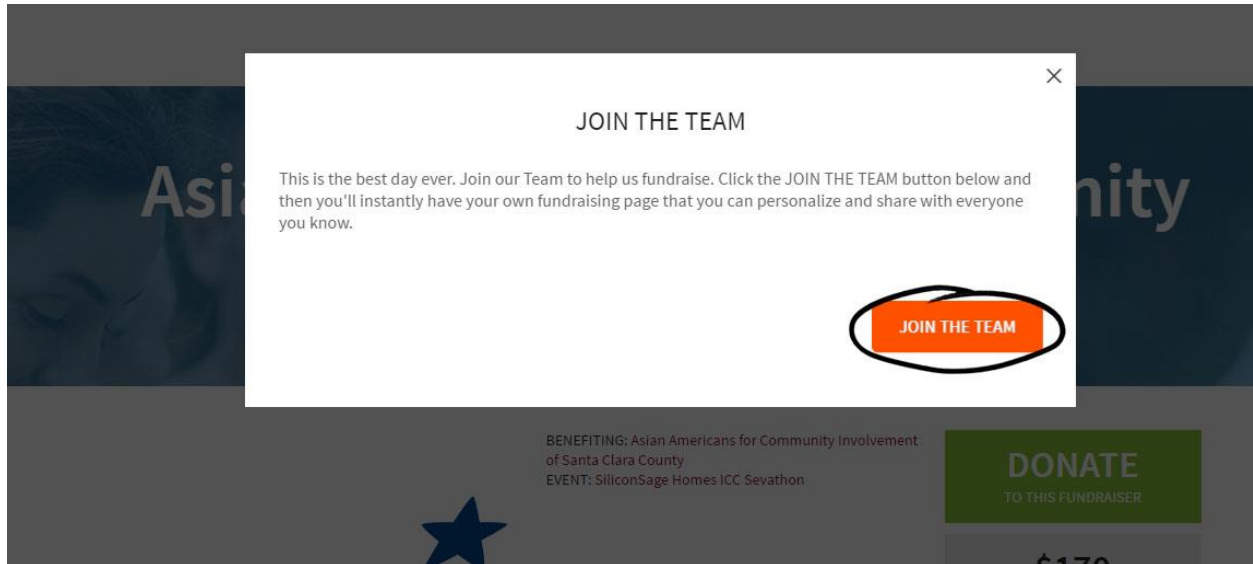 JOIN THE TEAM
Asi
nity
This is the best day ever. Join our Team to help us fundraise. Click the JOIN THE TEAM button below and
then you'll instantly have your own fundraising page that you can personalize and share with everyone
you know.
JOIN THE TEAM
BENEFITING: Asian Americans for Community Involvement
of Santa Clara County
EVENT: SiliconSage Homes ICC Sevathon
DONATE
TO THIS FUNDRAISER
$170